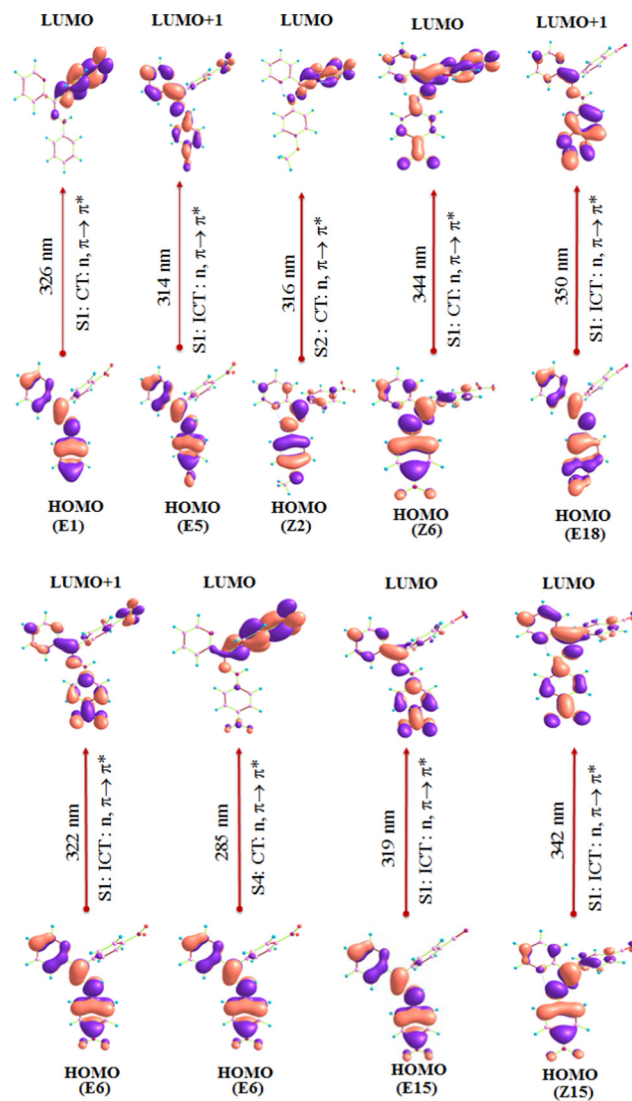 LUMO
LUMO+1
LUMO
LUMO
LUMO+1
326 nm
S1: CT: n, π→ π*
314 nm
S1: ICT : n, π→ π*
316 nm
S2 : CT: n, π→ π*
344 nm
S1: CT: n, π→ π*
350 nm
S1: ICT : n, π→ π*
HOMO
(E1)
HOMO
(E5)
HOMO
(Z2)
HOMO
(Z6)
HOMO
(E18)
LUMO+1
LUMO
LUMO
LUMO
322 nm
S1: ICT : n, π→ π*
285 nm
S4: CT: n, π→ π*
319 nm
S1: ICT: n, π→ π*
342 nm
S1: ICT: n, π→ π*
HOMO
(E6)
HOMO
(E6)
HOMO
(E15)
HOMO
(Z15)